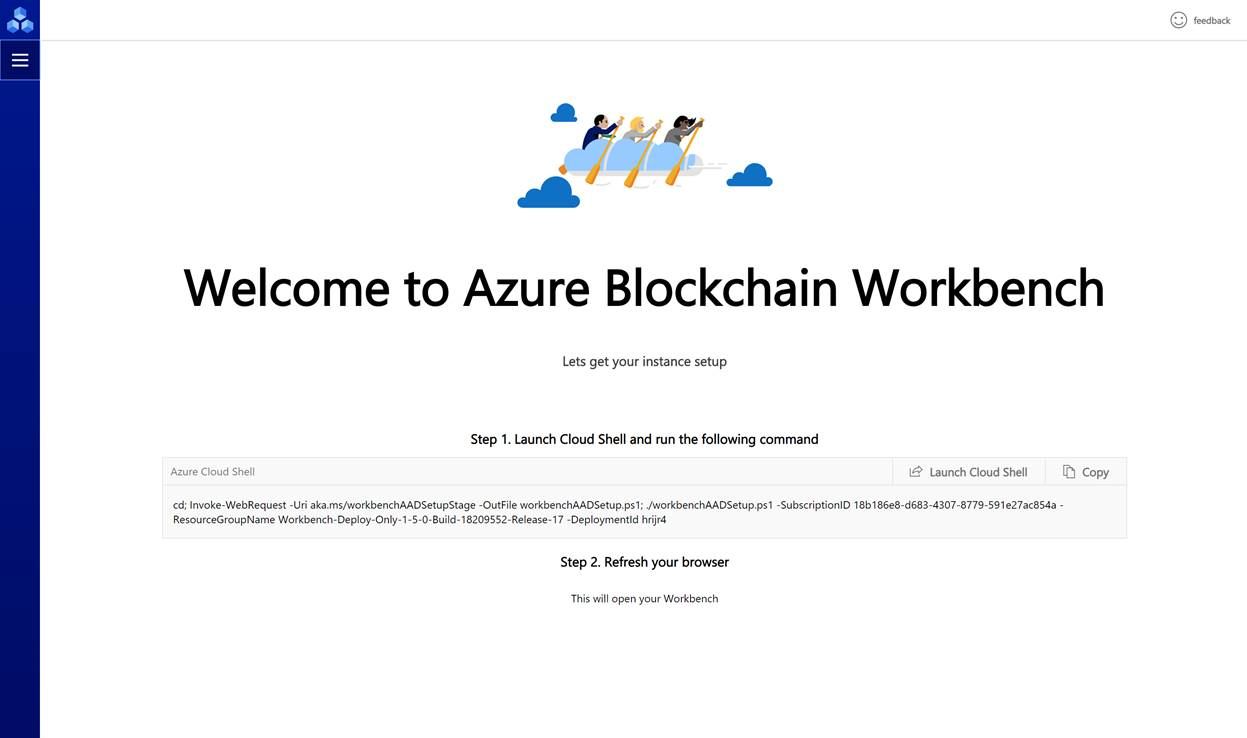 feedback
Welcome to Azure Blockchain Workbench
Lets get your instance setup
Step 1. Launch Cloud Shell and run the following command
Azure Cloud Shell
Launch Cloud Shell
Copy
cd; Invoke-WebRequest -Uri aka.ms/workbenchAADSetupStage -OutFile workbenchAADSetup.ps1; ./workbenchAADSetup.ps1 -SubscriptionID 18b186e8-d683-4307-8779-591e27ac854a -
ResourceGroupName Workbench-Deploy-Only-1-5-0-Build-18209552-Release-17 -DeploymentId hrijr4
Step 2. Refresh your browser
This will open your Workbench